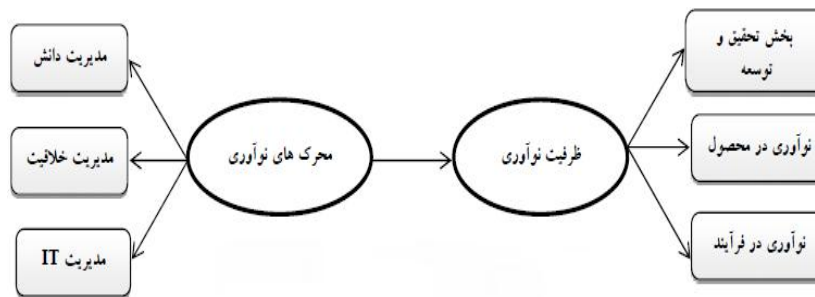 مدیریت دانش
مدیریت خلاقیت
مدیریت IT
محرک های نوآوری
ظرفیت نوآوری
بخش تحقیق و
توسعه
نوآوری در محصول
نوآوری در فرآیند